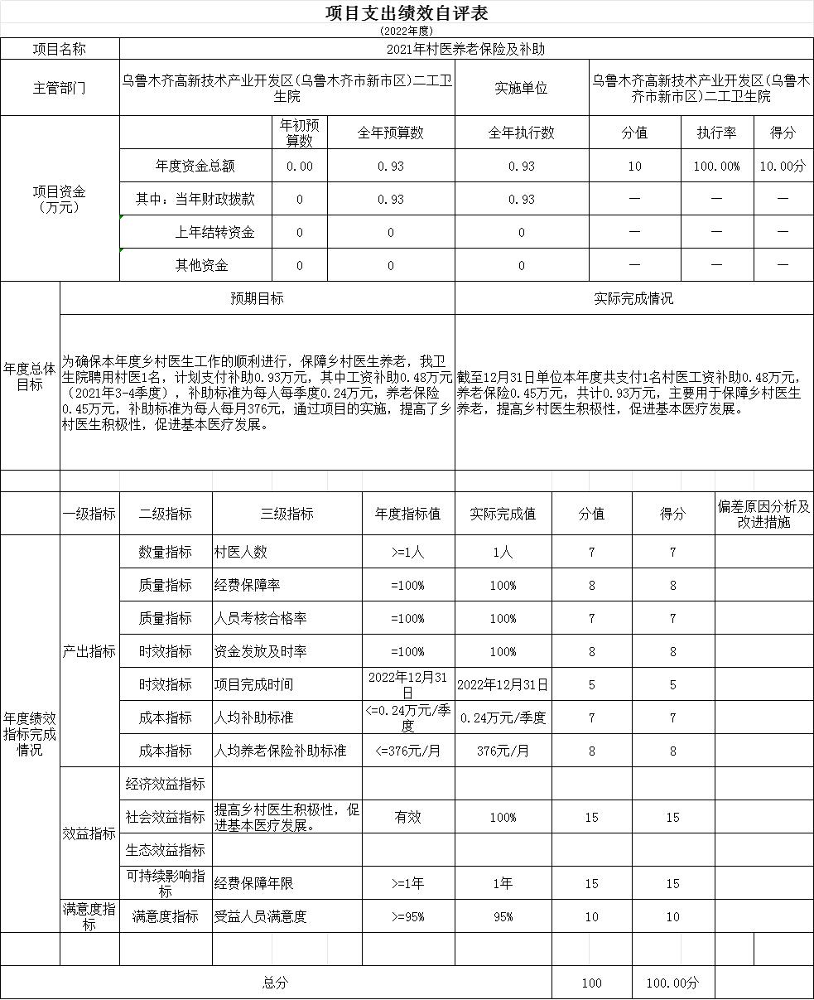 项目支出绩效自评表
(2022年度)
项目名称 2021年村医养老保险及补助
主管部门 乌鲁木齐高新技术产业开发区(乌鲁木齐市新市区)二工卫
生院 实施单位 乌鲁木齐高新技术产业开发区(乌鲁木
齐市新市区)二工卫生院
项目资金
（万元）
年初预
算数 全年预算数 全年执行数 分值 执行率 得分
年度资金总额 0.00 0.93 0.93 10 100.00% 10.00分
其中：当年财政拨款 0 0.93 0.93 — — —
上年结转资金 0 0 0 — — —
其他资金 0 0 0 — — —
年度总体
目标
预期目标 实际完成情况
为确保本年度乡村医生工作的顺利进行，保障乡村医生养老，我卫
生院聘用村医1名，计划支付补助0.93万元，其中工资补助0.48万元
（2021年3-4季度），补助标准为每人每季度0.24万元，养老保险
0.45万元，补助标准为每人每月376元，通过项目的实施，提高了乡
村医生积极性，促进基本医疗发展。
截至12月31日单位本年度共支付1名村医工资补助0.48万元，
养老保险0.45万元，共计0.93万元，主要用于保障乡村医生
养老，提高乡村医生积极性，促进基本医疗发展。
一级指标 二级指标 三级指标 年度指标值 实际完成值 分值 得分 偏差原因分析及
改进措施
年度绩效
指标完成
情况
产出指标
数量指标 村医人数 >=1人 1人 7 7
质量指标 经费保障率 =100% 100% 8 8
质量指标 人员考核合格率 =100% 100% 7 7
时效指标 资金发放及时率 =100% 100% 8 8
时效指标 项目完成时间 2022年12月31
日 2022年12月31日 5 5
成本指标 人均补助标准 <=0.24万元/季
度 0.24万元/季度 7 7
成本指标 人均养老保险补助标准 <=376元/月 376元/月 8 8
效益指标
经济效益指标
社会效益指标 提高乡村医生积极性，促
进基本医疗发展。 有效 100% 15 15
生态效益指标
可持续影响指
标 经费保障年限 >=1年 1年 15 15
满意度指
标 满意度指标 受益人员满意度 >=95% 95% 10 10
总分 100 100.00分